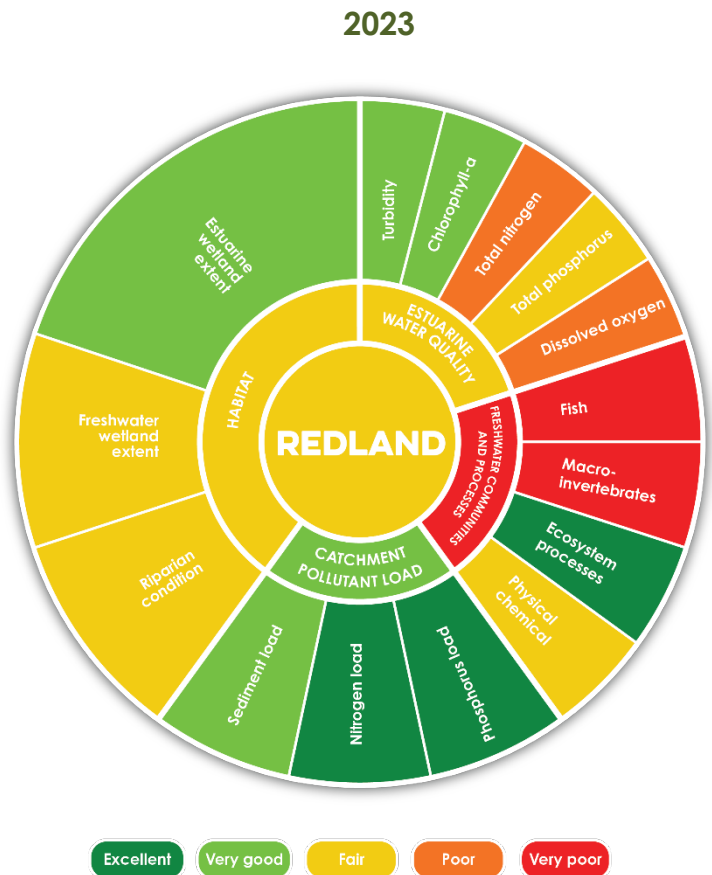 2023
Turbidity
Chlorophyll-a
Total nitrogen
Total phosphorus
Dissolved oxygen
ESTUARINE
WATER QUALITY
Fish
Macro-
invertebrates
Ecosystem
processes
Physical
chemical
FRESHWATER COMMUNITIES
AND PROCESSES
Phosphorus load
Nitrogen load
Sediment load
CATCHMENT
POLLUTANT LOAD
Riparian
condition
Freshwater
wetland
extent
Estuarine
wetland
extent
HABITAT
REDLAND
Excellent
Very good
Fair
Poor
Very poor